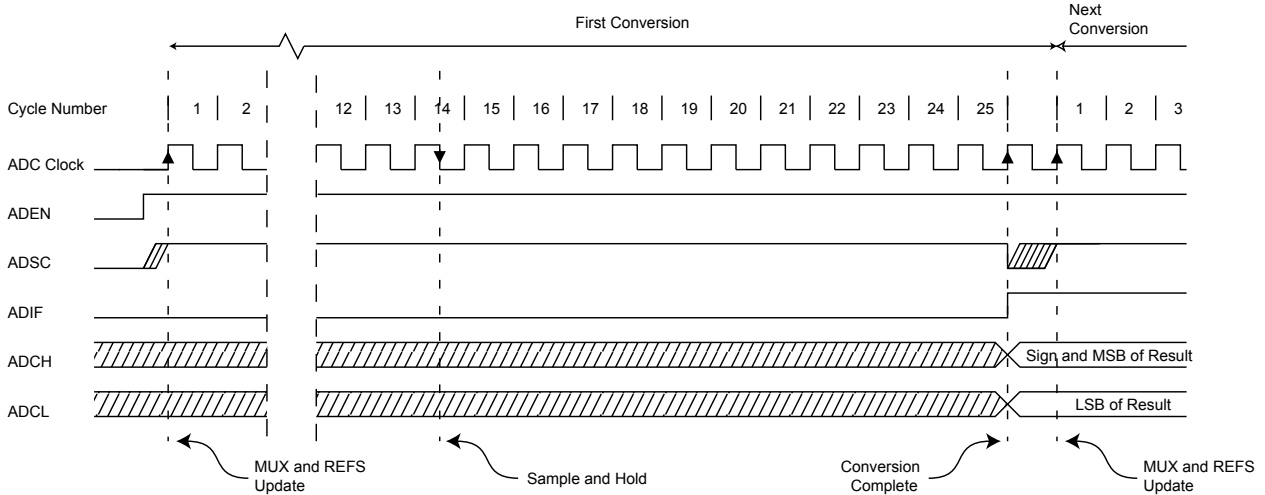 First Conversion
Next
Conversion
Cycle Number 1 2 12 13 14 15 16 17 18 19 20 21 22 23 24 25 1 2 3
ADC Clock
ADEN
ADSC
ADIF
ADCH Sign and MSB of Result
ADCL LSB of Result
MUX and REFS
Update
Sample and Hold
Conversion
Complete
MUX and REFS
Update